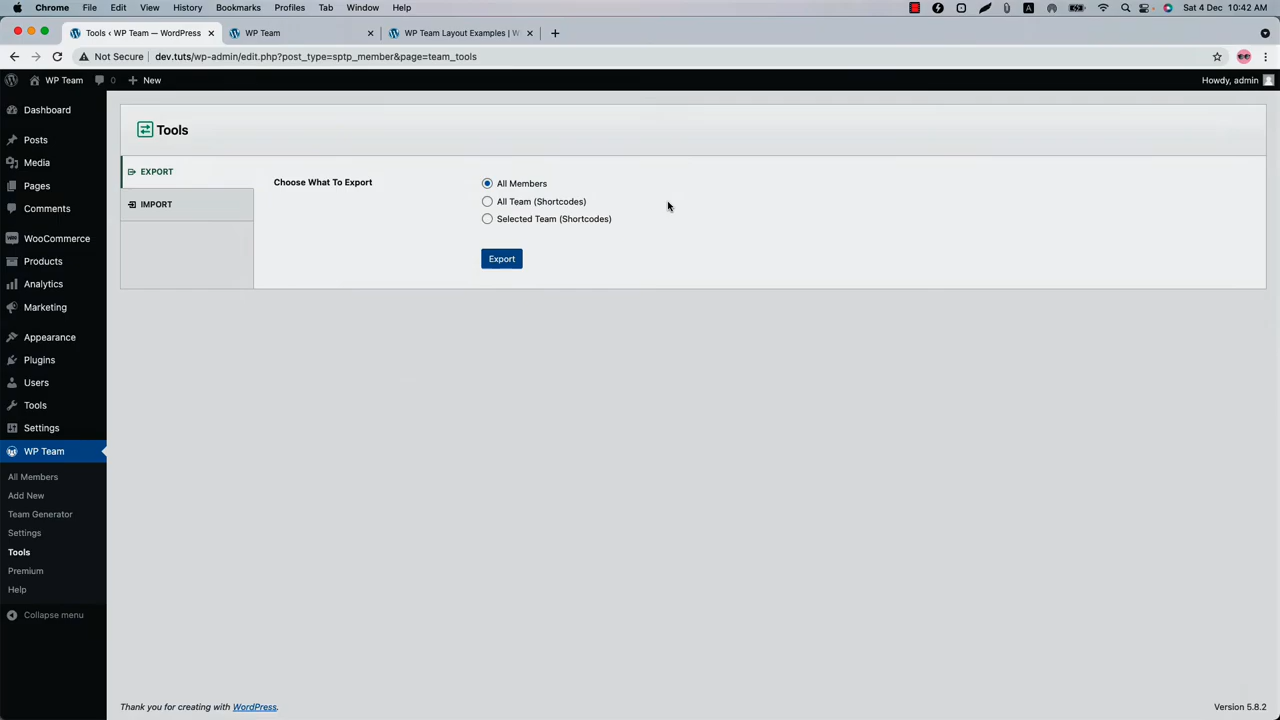 Chrome File Edit View History Bookmarks Profiles Tab Window Help Sat 4 Dec 10:42 AM
Tools ‹ WP Team — WordPress WP Team WP Team Layout Examples | W
Not Secure dev.tuts/wp-admin/edit.php?post_type=sptp_member&page=team_tools
WP Team 0 New Howdy, admin
Dashboard
Posts
Media
Pages
Comments
WooCommerce
Products
Analytics
Marketing
Appearance
Plugins
Users
Tools
Settings
WP Team
All Members
Add New
Team Generator
Settings
Tools
Premium
Help
Collapse menu
Tools
EXPORT
IMPORT
Choose What To Export
All Members
All Team (Shortcodes)
Selected Team (Shortcodes)
Export
Thank you for creating with WordPress. Version 5.8.2